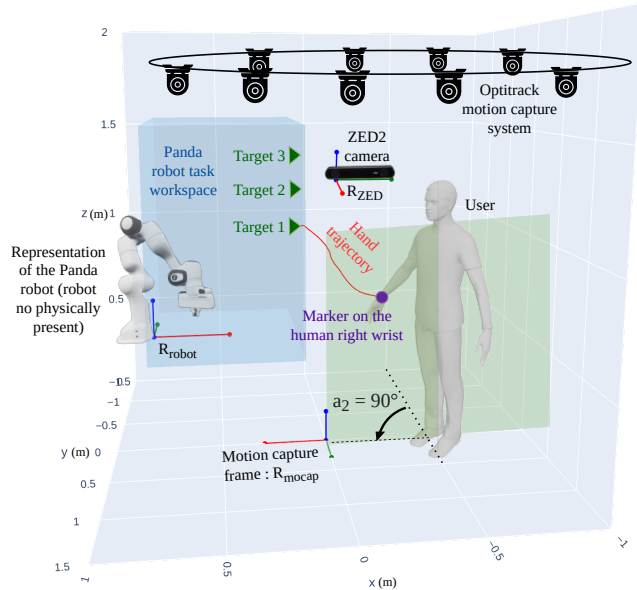 2
Optitrack
motion capture
system
1.5
ZED2
camera
Panda
robot task
workspace
Target 3
Target 2
Target 1
R_ZED
User
z (m) 1
Hand
trajectory
Representation
of the Panda
robot (robot
no physically
present)
0.5
Marker on the
human right wrist
R_robot
−0.5
−1
−0.5
y (m) 0
0.5
1
1.5
a₂ = 90°
Motion capture
frame : R_mocap
1
0.5
0
−0.5
−1
x (m)